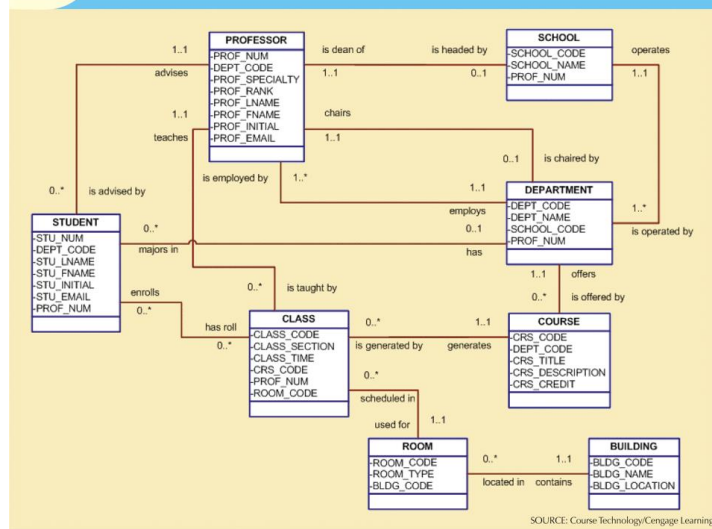 PROFESSOR
-PROF_NUM
-DEPT_CODE
-PROF_SPECIALTY
-PROF_RANK
-PROF_LNAME
-PROF_FNAME
-PROF_INITIAL
-PROF_EMAIL
SCHOOL
-SCHOOL_CODE
-SCHOOL_NAME
-PROF_NUM
1..1
advises
is dean of
1..1
is headed by
0..1
operates
1..1
1..1
teaches
chairs
1..1
0..1
is chaired by
is employed by
1..*
1..1
employs
DEPARTMENT
-DEPT_CODE
-DEPT_NAME
-SCHOOL_CODE
-PROF_NUM
1..*
is operated by
0..*
is advised by
STUDENT
-STU_NUM
-DEPT_CODE
-STU_LNAME
-STU_FNAME
-STU_INITIAL
-STU_EMAIL
-PROF_NUM
0..*
majors in
0..1
has
1..1
offers
0..*
is offered by
enrolls
0..*
has roll
0..*
0..*
is taught by
CLASS
-CLASS_CODE
-CLASS_SECTION
-CLASS_TIME
-CRS_CODE
-PROF_NUM
-ROOM_CODE
0..*
is generated by
1..1
generates
COURSE
-CRS_CODE
-DEPT_CODE
-CRS_TITLE
-CRS_DESCRIPTION
-CRS_CREDIT
0..*
scheduled in
used for
1..1
ROOM
-ROOM_CODE
-ROOM_TYPE
-BLDG_CODE
0..*
located in
1..1
contains
BUILDING
-BLDG_CODE
-BLDG_NAME
-BLDG_LOCATION
SOURCE: Course Technology/Cengage Learning